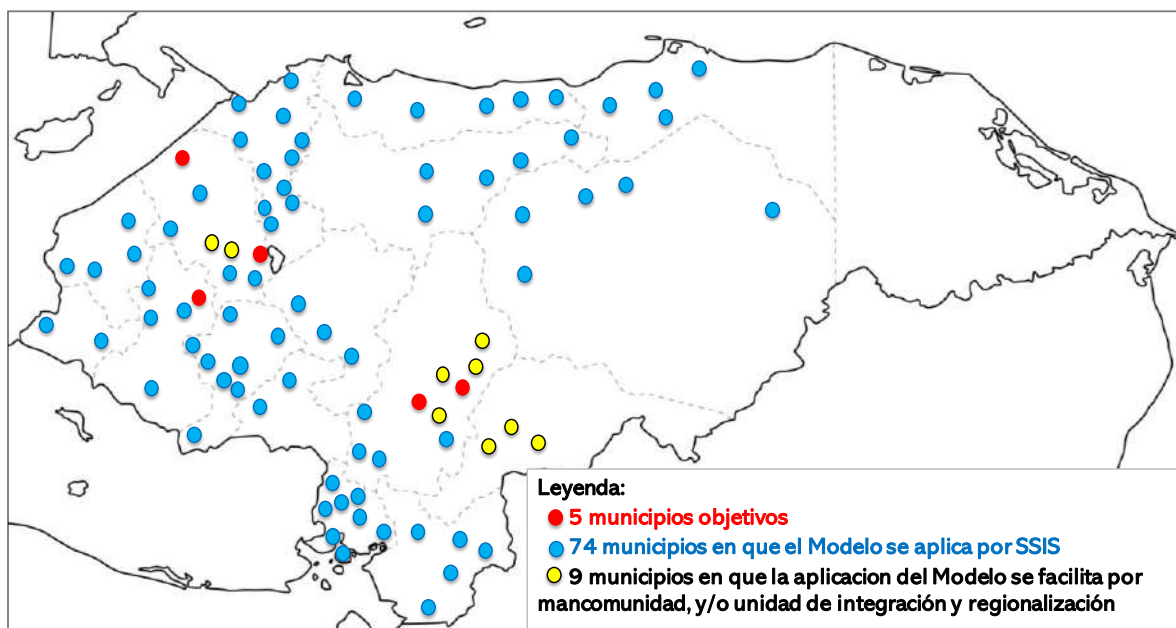 Leyenda:
5 municipios objetivos
74 municipios en que el Modelo se aplica por SSIS
9 municipios en que la aplicacion del Modelo se facilita por
mancomunidad, y/o unidad de integración y regionalización